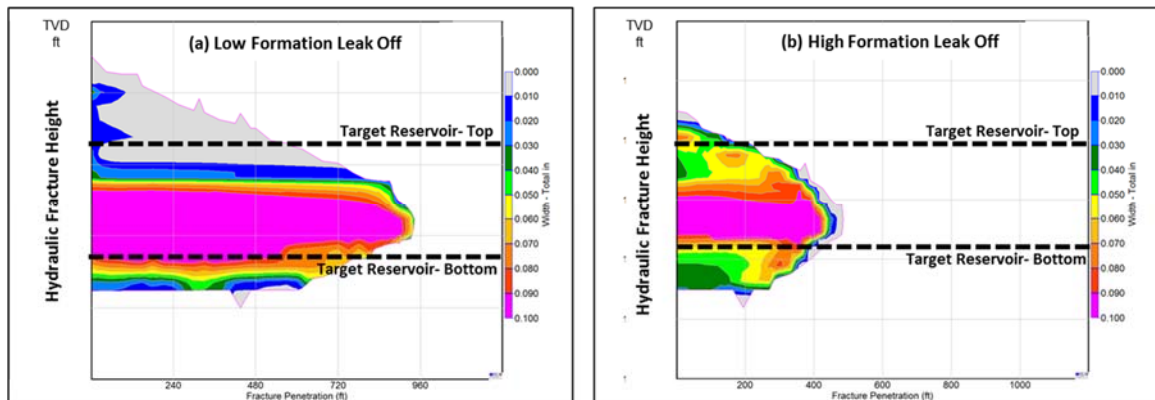 TVD
ft
(a) Low Formation Leak Off
Hydraulic Fracture Height
Target Reservoir- Top
Target Reservoir- Bottom
0.000
0.010
0.020
0.030
0.040
0.050
0.060
0.070
0.080
0.090
0.100
Width - Total in
240
480
720
960
Fracture Penetration (ft)
TVD
ft
(b) High Formation Leak Off
Hydraulic Fracture Height
Target Reservoir- Top
Target Reservoir- Bottom
0.000
0.010
0.020
0.030
0.040
0.050
0.060
0.070
0.080
0.090
0.100
Width - Total in
200
400
600
800
1000
Fracture Penetration (ft)